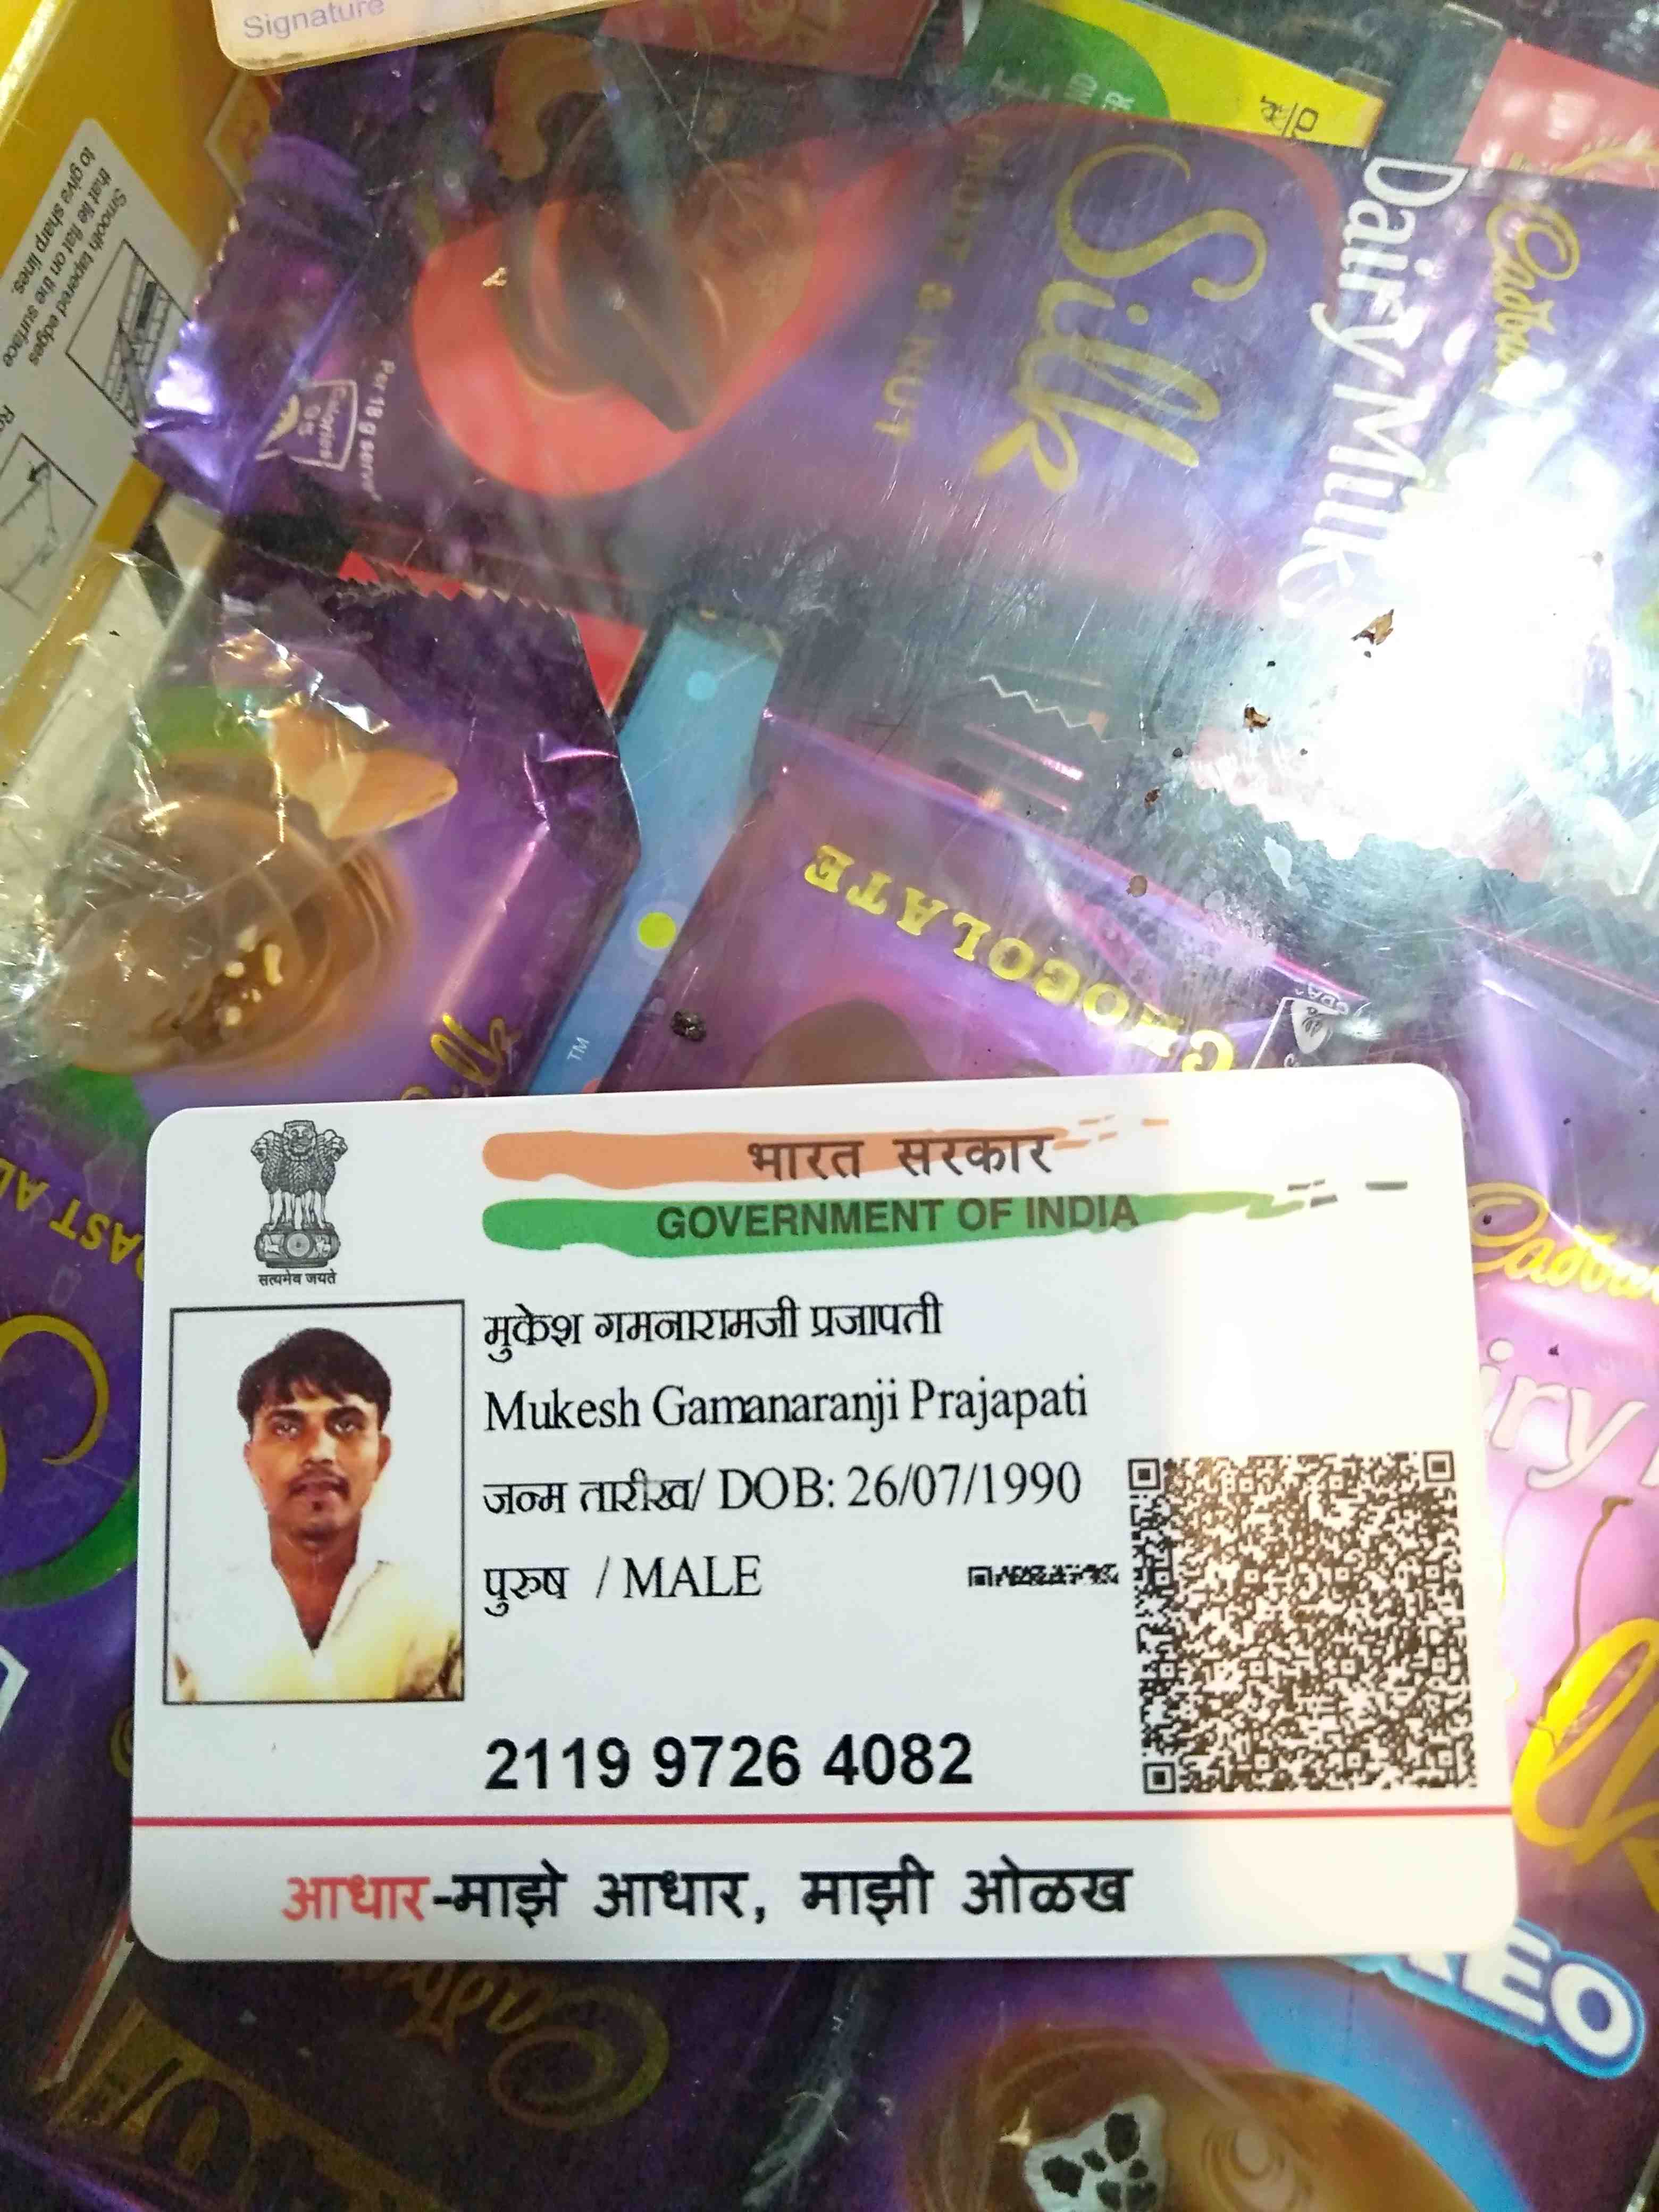 Signature
Smooth tapered edges
that lie flat on the surface
to give sharp lines.
Cadbury
Dairy Milk
Silk
FRUIT & NUT
Per 18 g serve*
Calories
95
CHOCOLATE
TM
भारत सरकार
GOVERNMENT OF INDIA
सत्यमेव जयते
मुकेश गमनारामजी प्रजापती
Mukesh Gamanaranji Prajapati
जन्म तारीख/ DOB: 26/07/1990
पुरुष / MALE
2119 9726 4082
आधार-माझे आधार, माझी ओळख
Cadbury